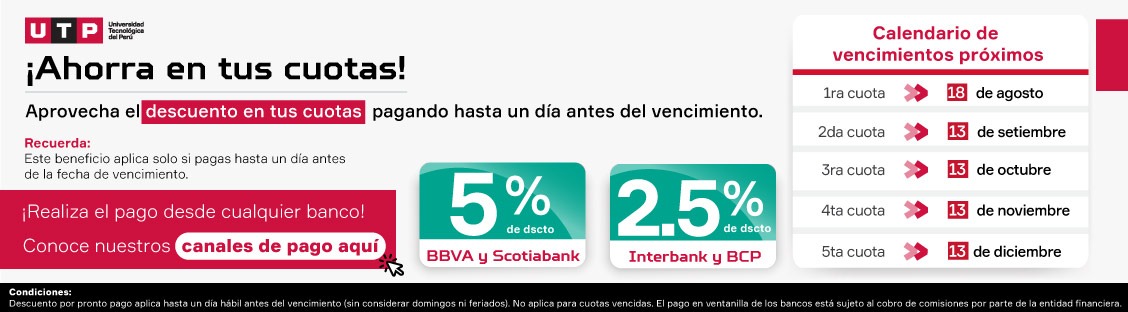 UTP
Universidad
Tecnológica
del Perú
¡Ahorra en tus cuotas!
Aprovecha el descuento en tus cuotas pagando hasta un día antes del vencimiento.
Recuerda:
Este beneficio aplica solo si pagas hasta un día antes
de la fecha de vencimiento.
¡Realiza el pago desde cualquier banco!
Conoce nuestros canales de pago aquí
5%
de dscto
BBVA y Scotiabank
2.5%
de dscto
Interbank y BCP
Calendario de
vencimientos próximos
1ra cuota 18 de agosto
2da cuota 13 de setiembre
3ra cuota 13 de octubre
4ta cuota 13 de noviembre
5ta cuota 13 de diciembre
Condiciones:
Descuento por pronto pago aplica hasta un día hábil antes del vencimiento (sin considerar domingos ni feriados). No aplica para cuotas vencidas. El pago en ventanilla de los bancos está sujeto al cobro de comisiones por parte de la entidad financiera.